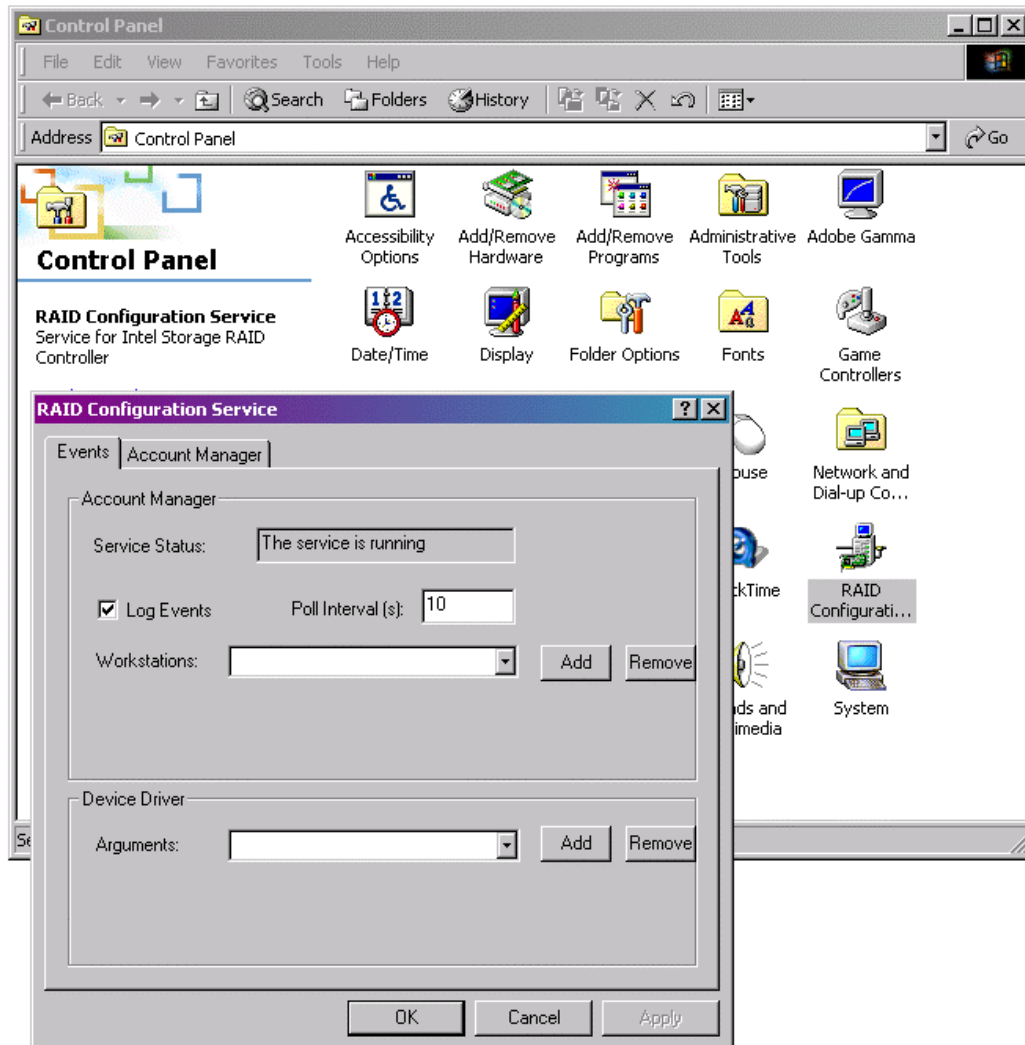 Control Panel
File Edit View Favorites Tools Help
Back Search Folders History
Address Control Panel Go
Control Panel
RAID Configuration Service
Service for Intel Storage RAID
Controller
Accessibility
Options
Add/Remove
Hardware
Add/Remove
Programs
Administrative
Tools
Adobe Gamma
Date/Time
Display
Folder Options
Fonts
Game
Controllers
ouse
Network and
Dial-up Co...
ckTime
RAID
Configurati...
ds and
imedia
System
Se
RAID Configuration Service
Events Account Manager
Account Manager
Service Status: The service is running
Log Events Poll Interval (s): 10
Workstations: Add Remove
Device Driver
Arguments: Add Remove
OK Cancel Apply